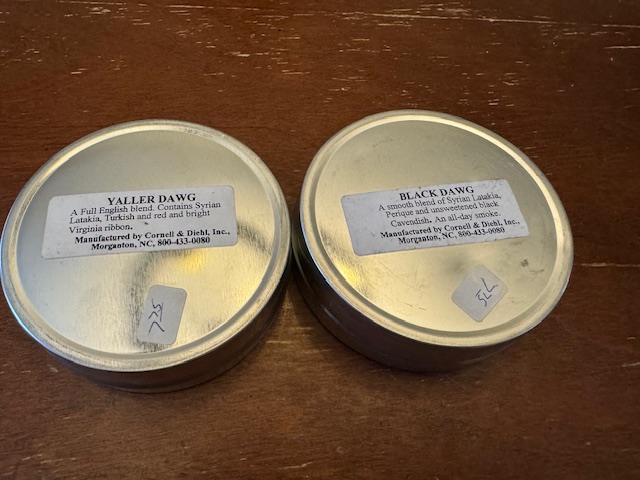 YALLER DAWG
A Full English blend. Contains Syrian
Latakia, Turkish and red and bright
Virginia ribbon.
Manufactured by Cornell & Diehl, Inc.,
Morganton, NC, 800-433-0080
BLACK DAWG
A smooth blend of Syrian Latakia,
Perique and unsweetened black
Cavendish. An all-day smoke.
Manufactured by Cornell & Diehl, Inc.,
Morganton, NC, 800-433-0080